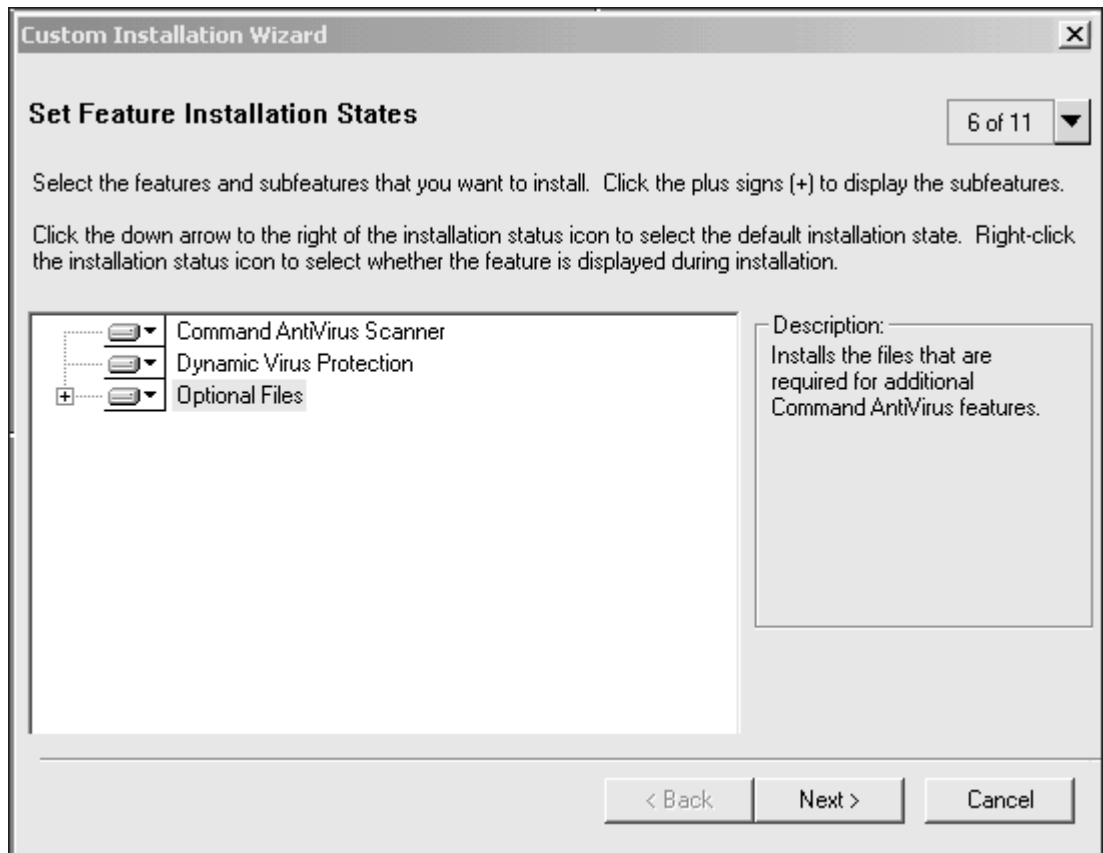 Custom Installation Wizard
Set Feature Installation States
6 of 11
Select the features and subfeatures that you want to install. Click the plus signs (+) to display the subfeatures.
Click the down arrow to the right of the installation status icon to select the default installation state. Right-click
the installation status icon to select whether the feature is displayed during installation.
Command AntiVirus Scanner
Dynamic Virus Protection
Optional Files
Description:
Installs the files that are
required for additional
Command AntiVirus features.
< Back
Next >
Cancel